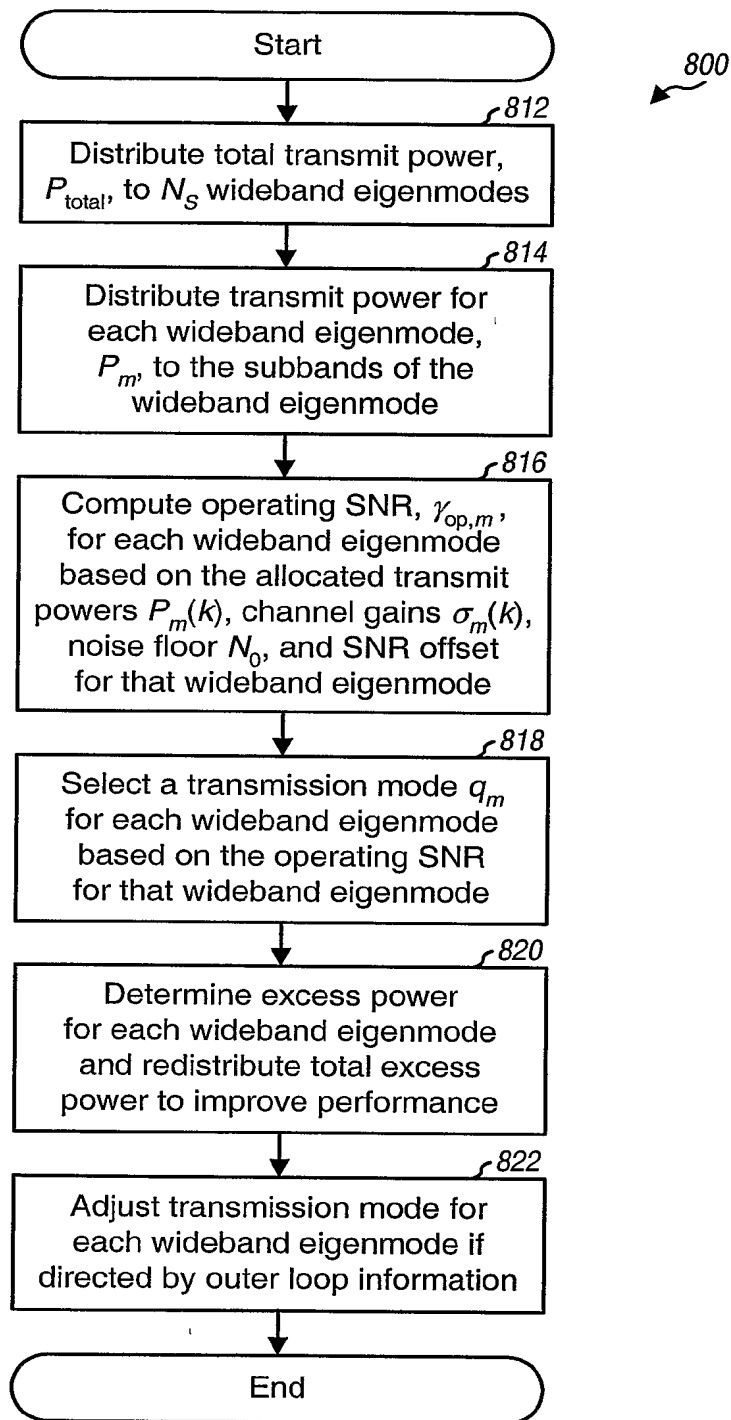 Start
800
812
Distribute total transmit power,
P_total, to N_S wideband eigenmodes
814
Distribute transmit power for
each wideband eigenmode,
P_m, to the subbands of the
wideband eigenmode
816
Compute operating SNR, γ_op,m,
for each wideband eigenmode
based on the allocated transmit
powers P_m(k), channel gains σ_m(k),
noise floor N_0, and SNR offset
for that wideband eigenmode
818
Select a transmission mode q_m
for each wideband eigenmode
based on the operating SNR
for that wideband eigenmode
820
Determine excess power
for each wideband eigenmode
and redistribute total excess
power to improve performance
822
Adjust transmission mode for
each wideband eigenmode if
directed by outer loop information
End